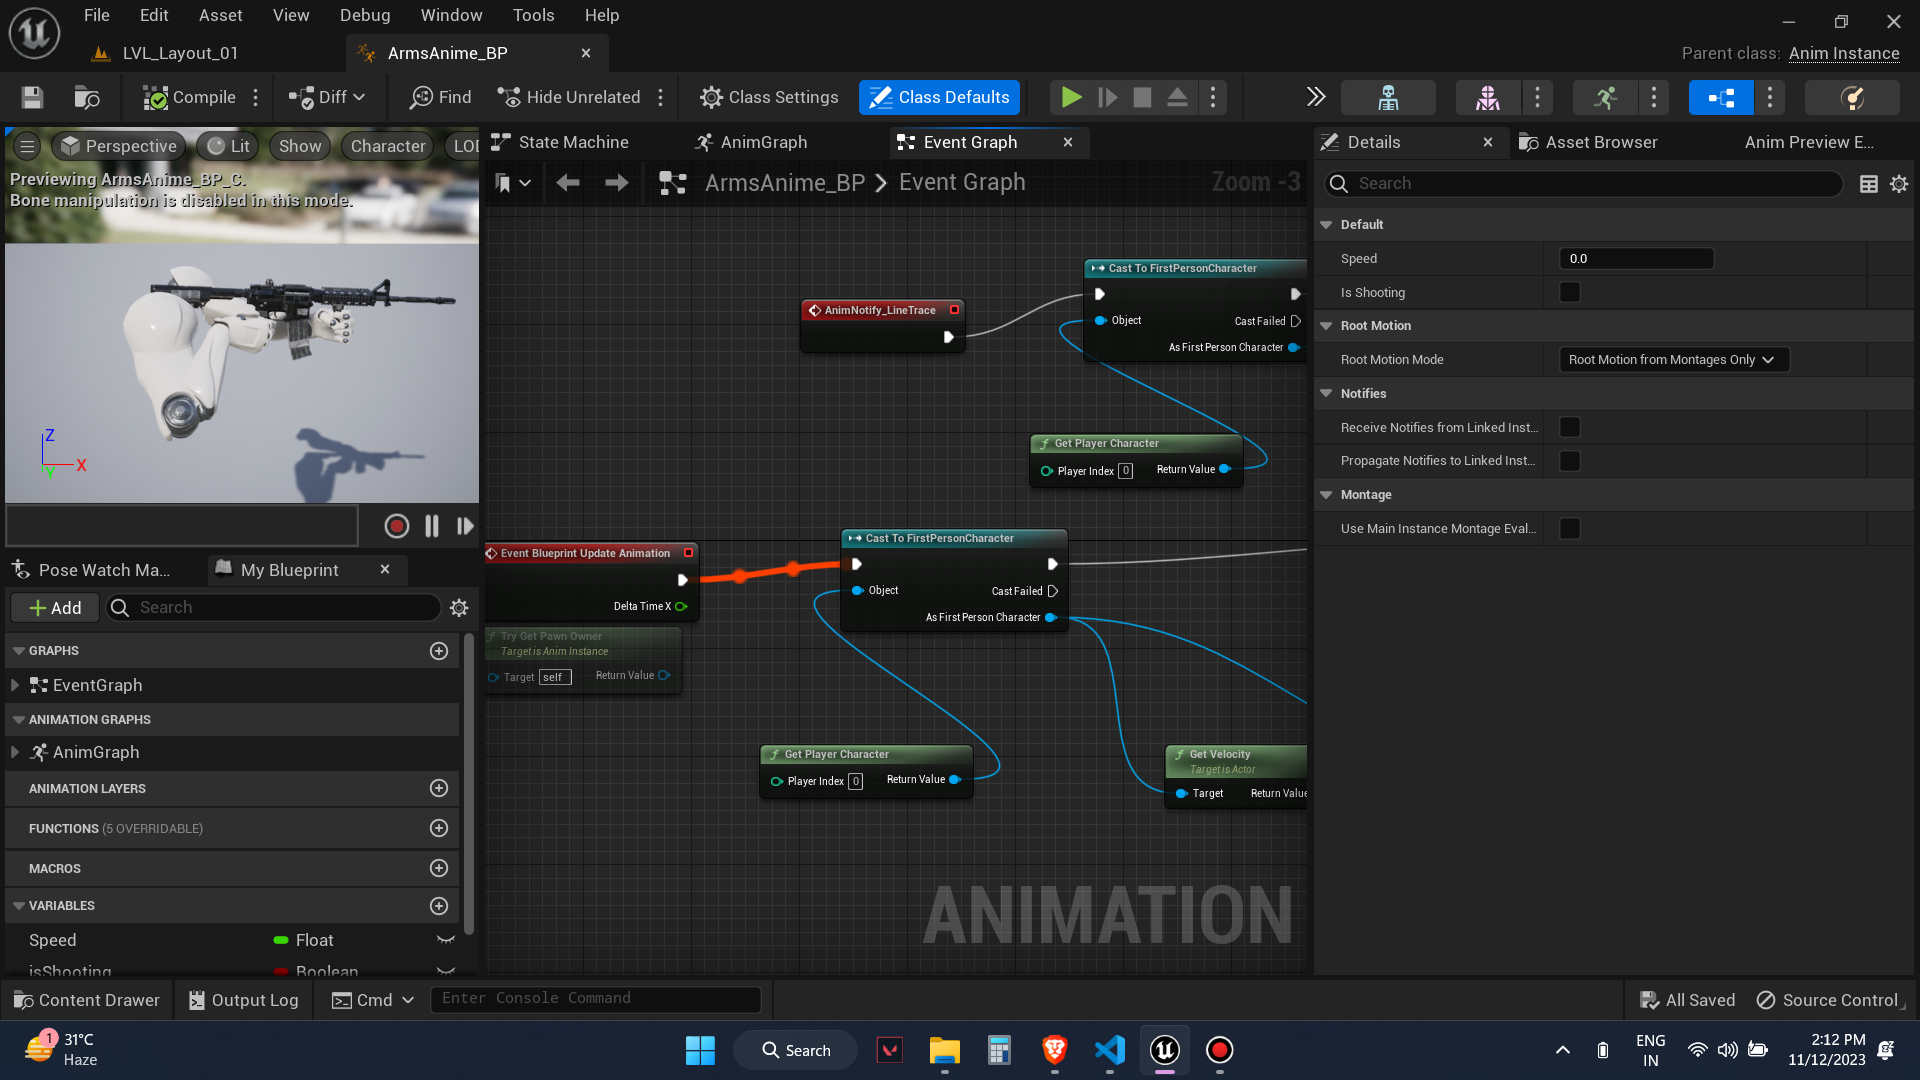 File Edit Asset View Debug Window Tools Help
LVL_Layout_01
ArmsAnime_BP
Parent class: Anim Instance
Compile
Diff
Find
Hide Unrelated
Class Settings
Class Defaults
Perspective
Lit
Show
Character
LOD
Previewing ArmsAnime_BP_C.
Bone manipulation is disabled in this mode.
Z
X
Y
State Machine
AnimGraph
Event Graph
ArmsAnime_BP > Event Graph
Zoom -3
AnimNotify_LineTrace
Cast To FirstPersonCharacter
Object
Cast Failed
As First Person Character
Get Player Character
Player Index 0
Return Value
Event Blueprint Update Animation
Delta Time X
Try Get Pawn Owner
Target is Anim Instance
Target self
Return Value
Cast To FirstPersonCharacter
Object
Cast Failed
As First Person Character
Get Player Character
Player Index 0
Return Value
Get Velocity
Target is Actor
Target
Return Value
ANIMATION
Pose Watch Ma...
My Blueprint
Add
Search
GRAPHS
EventGraph
ANIMATION GRAPHS
AnimGraph
ANIMATION LAYERS
FUNCTIONS (5 OVERRIDABLE)
MACROS
VARIABLES
Speed
Float
isShooting
Boolean
Details
Asset Browser
Anim Preview E...
Search
Default
Speed
0.0
Is Shooting
Root Motion
Root Motion Mode
Root Motion from Montages Only
Notifies
Receive Notifies from Linked Inst...
Propagate Notifies to Linked Inst...
Montage
Use Main Instance Montage Eval...
Content Drawer
Output Log
Cmd
Enter Console Command
All Saved
Source Control
1
31°C
Haze
Search
ENG
IN
2:12 PM
11/12/2023